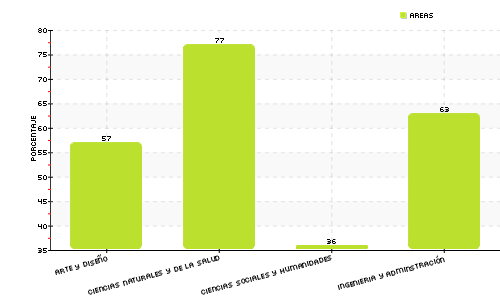 AREAS
80
75
70
65
60
55
50
45
40
35
PORCENTAJE
57
77
36
63
ARTE Y DISEÑO
CIENCIAS NATURALES Y DE LA SALUD
CIENCIAS SOCIALES Y HUMANIDADES
INGENIERIA Y ADMINSTRACIÓN